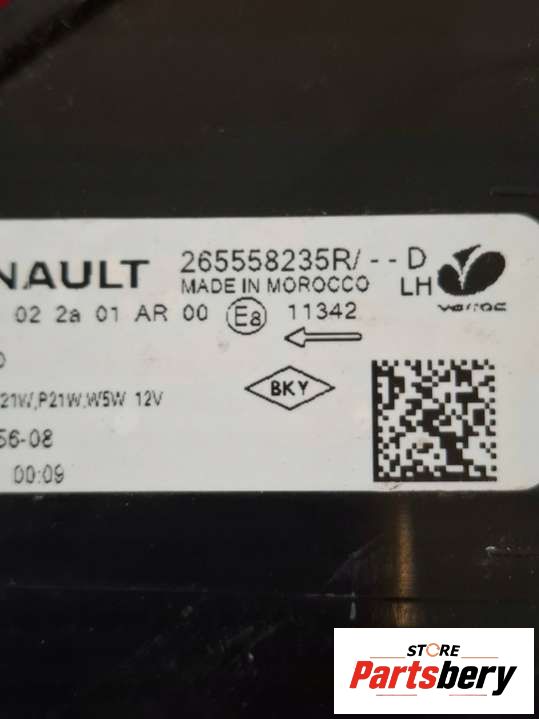 NAULT 265558235R/--D
MADE IN MOROCCO LH
02 2a 01 AR 00 E8 11342
BKY
21W,P21W,W5W 12V
56-08
00:09
STORE
Partsbery